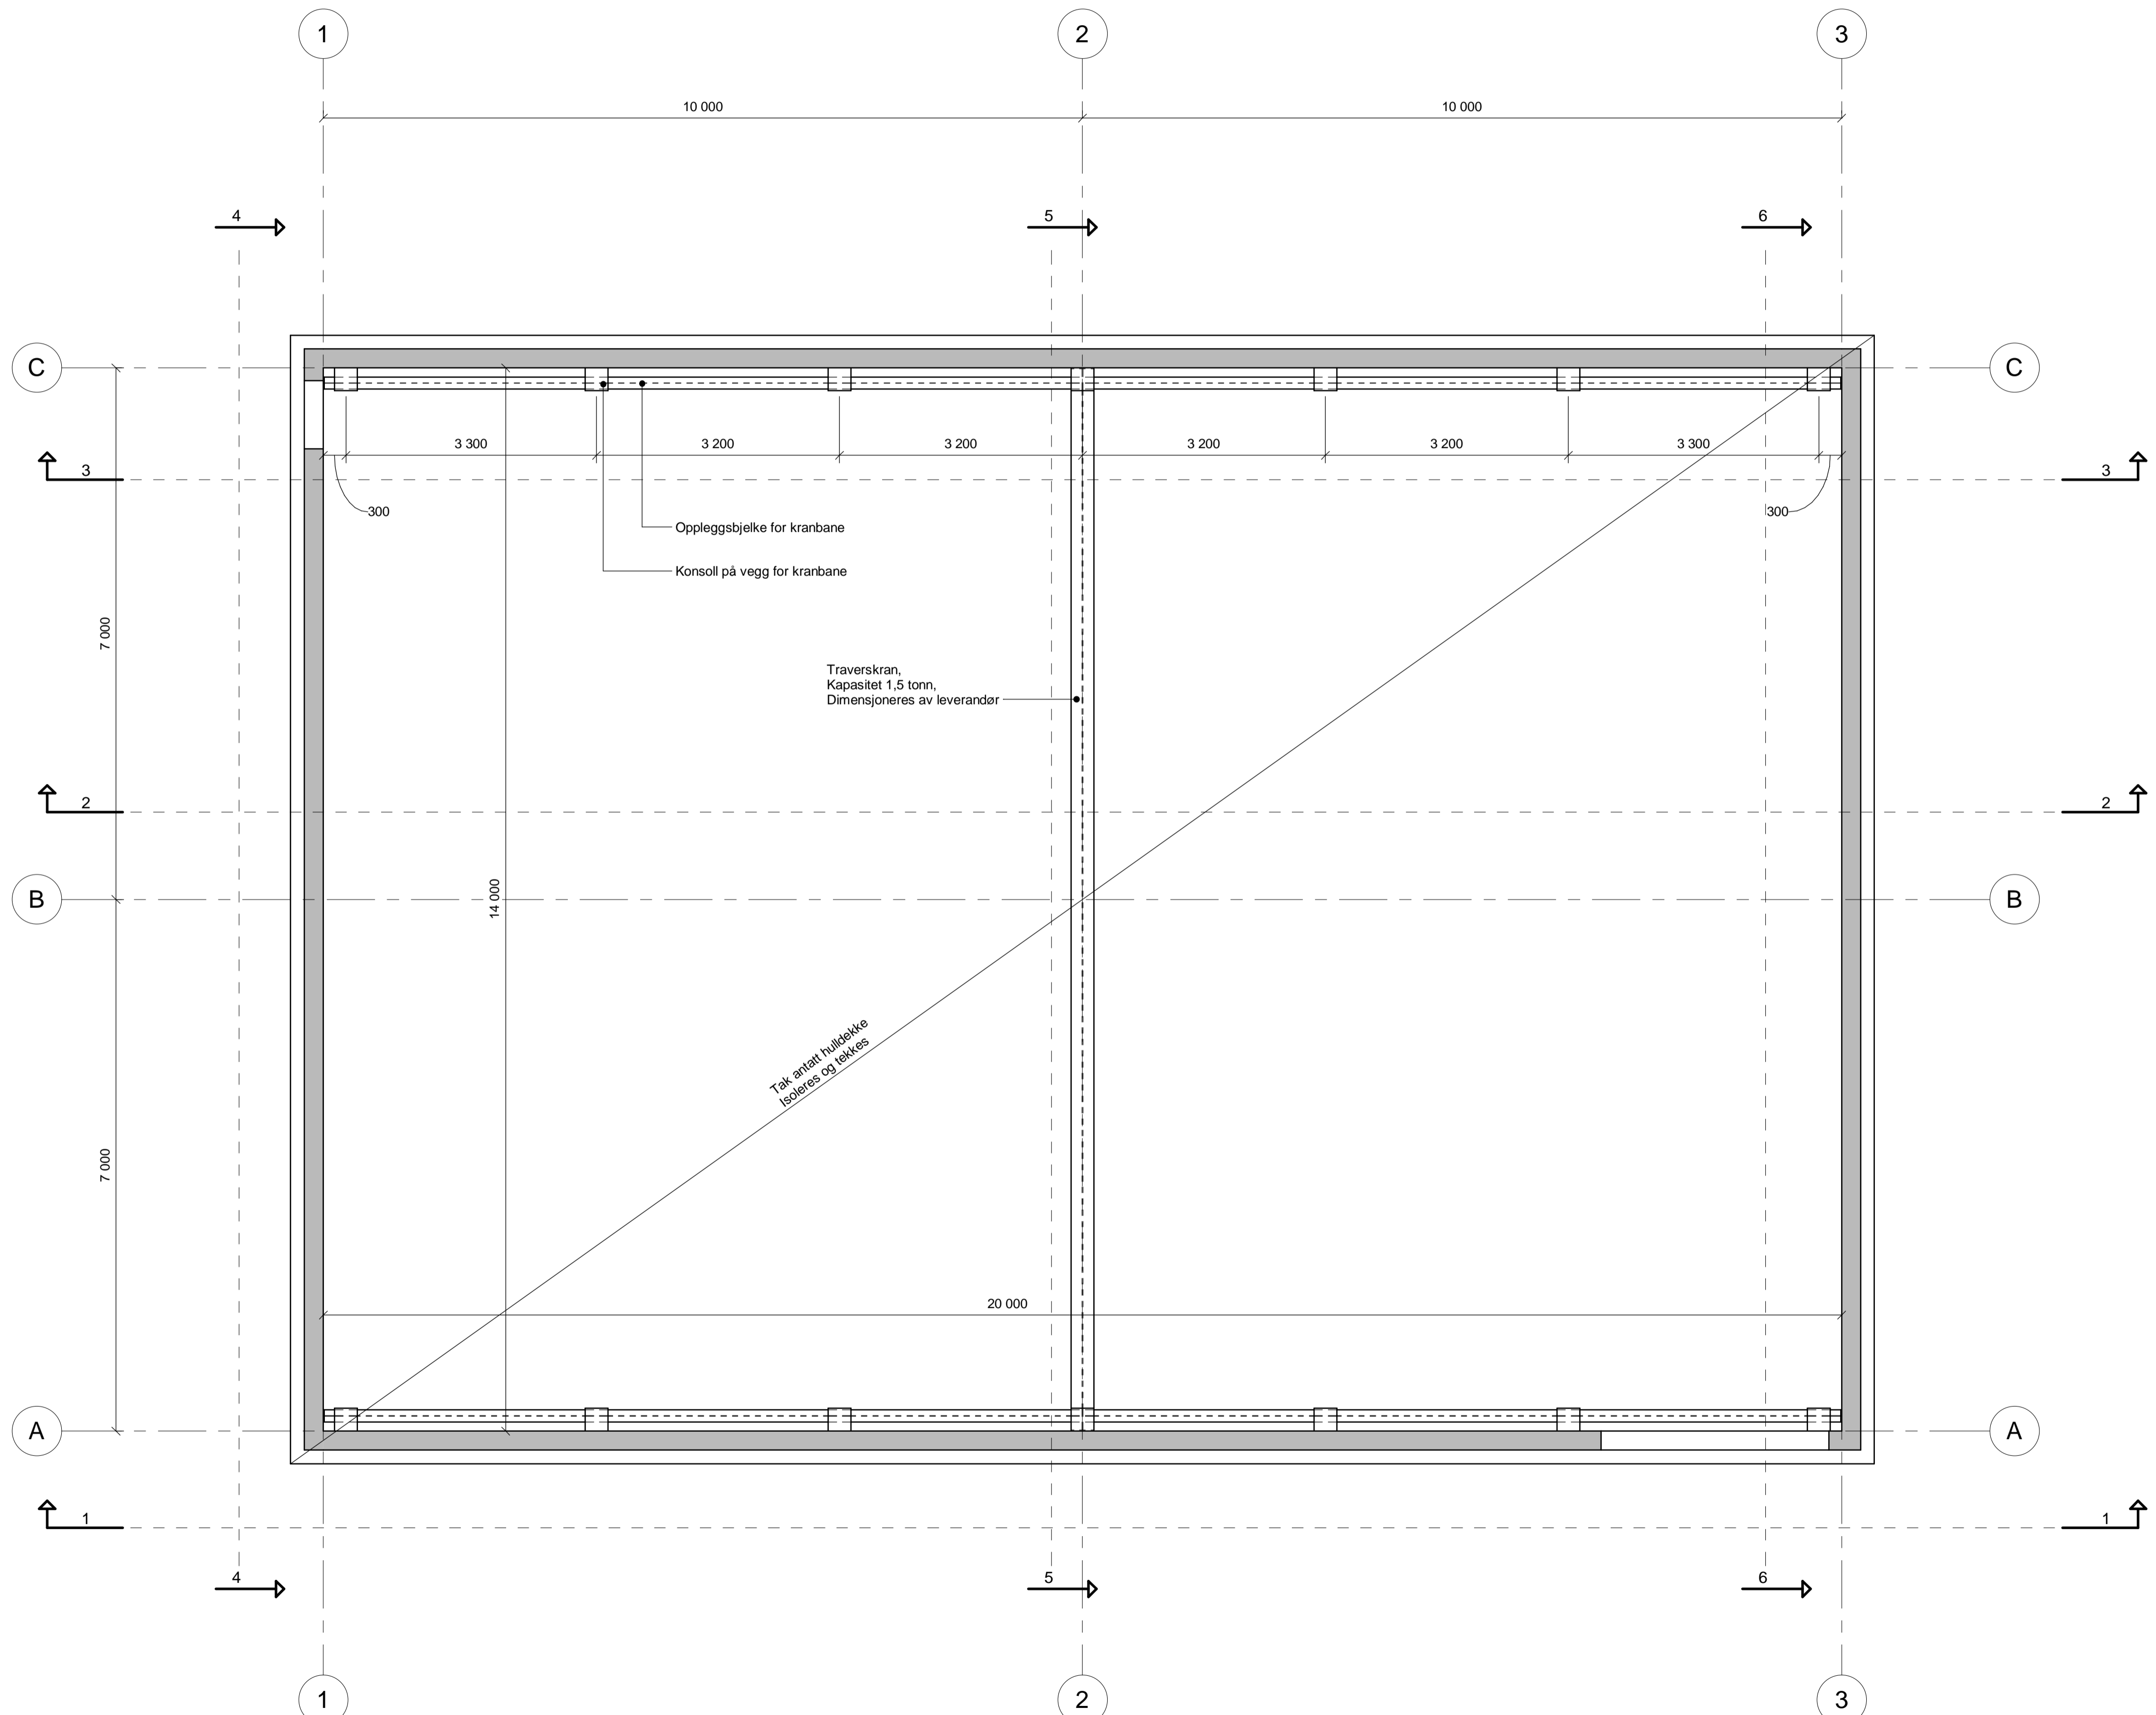 1
2
3
10 000
10 000
4
5
6
C
C
3 300
3 200
3 200
3 200
3 200
3 300
3
3
300
300
Oppleggsbjelke for kranbane
Konsoll på vegg for kranbane
7 000
Traverskran,
Kapasitet 1,5 tonn,
Dimensjoneres av leverandør
2
2
B
14 000
B
Tak antatt hulldekke
Isoleres og tekkes
7 000
20 000
A
A
1
1
4
5
6
1
2
3